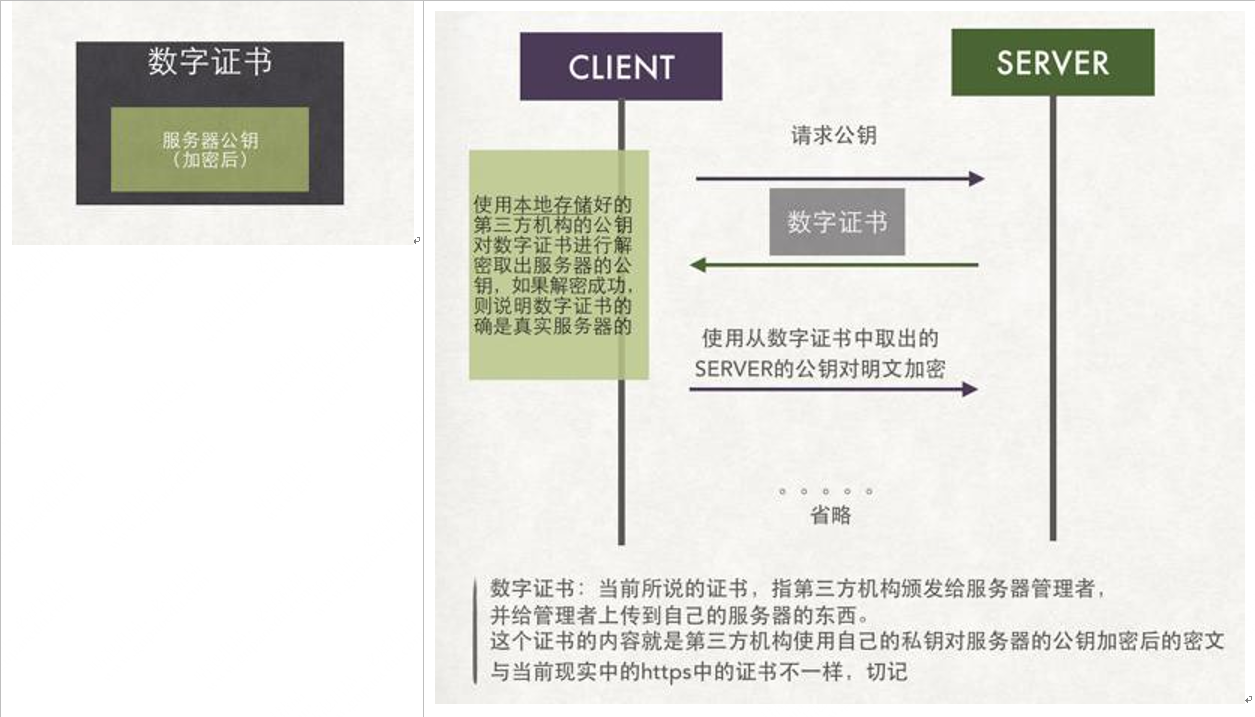 数字证书
服务器公钥
（加密后）
CLIENT
SERVER
请求公钥
使用本地存储好的
第三方机构的公钥
对数字证书进行解
密取出服务器的公
钥，如果解密成功，
则说明数字证书的
确是真实服务器的
数字证书
使用从数字证书中取出的
SERVER的公钥对明文加密
。。。。。
省略
数字证书：当前所说的证书，指第三方机构颁发给服务器管理者，
并给管理者上传到自己的服务器的东西。
这个证书的内容就是第三方机构使用自己的私钥对服务器的公钥加密后的密文
与当前现实中的https中的证书不一样，切记